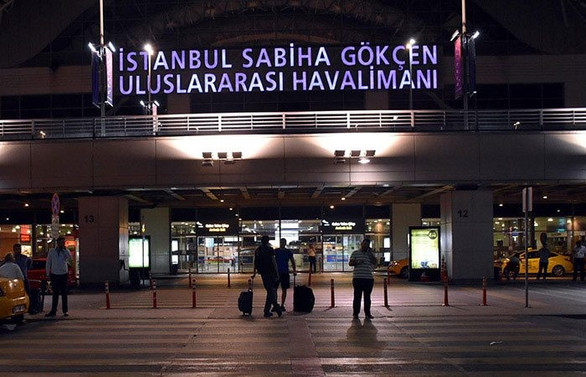 İSTANBUL SABİHA GÖKÇEN
ULUSLARARASI HAVALİMANI
13
12